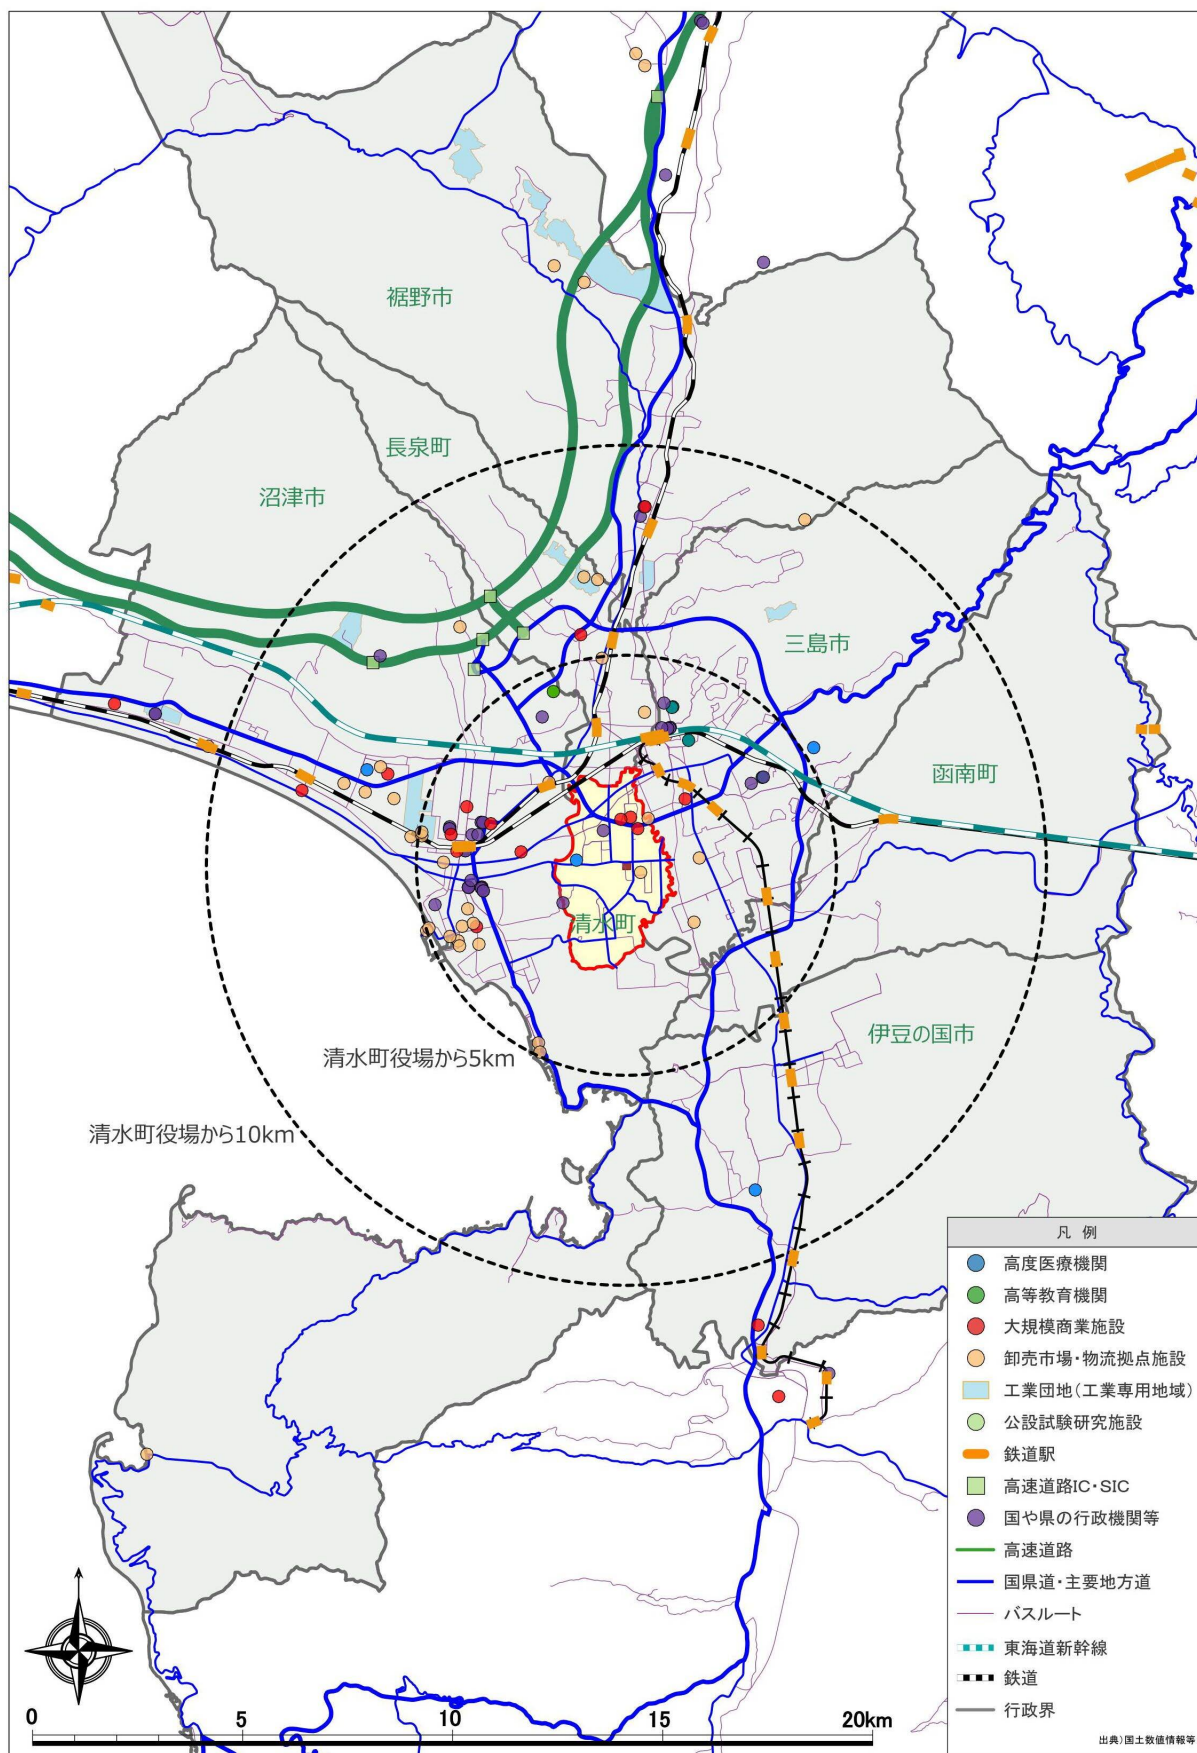 裾野市
長泉町
沼津市
三島市
函南町
清水町
伊豆の国市
清水町役場から5km
清水町役場から10km
凡 例
高度医療機関
高等教育機関
大規模商業施設
卸売市場・物流拠点施設
工業団地(工業専用地域)
公設試験研究施設
鉄道駅
高速道路IC・SIC
国や県の行政機関等
高速道路
国県道・主要地方道
バスルート
東海道新幹線
鉄道
行政界
0 5 10 15 20km
出典)国土数値情報等